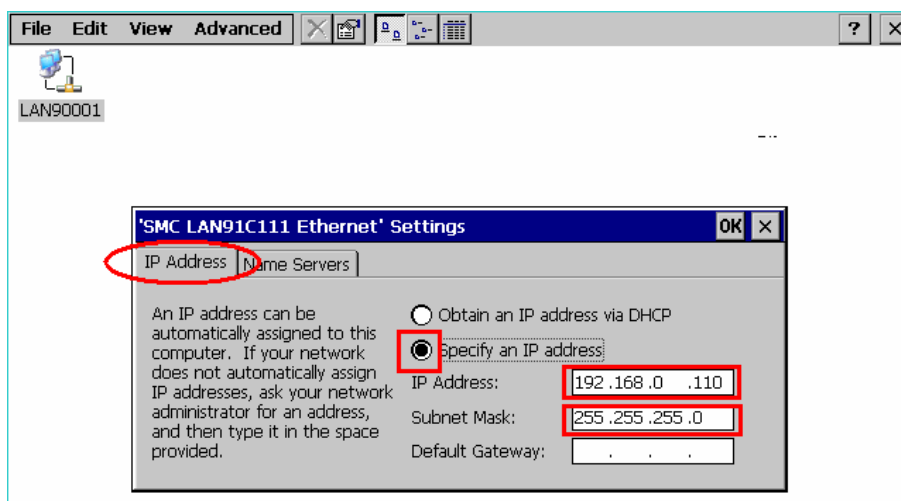 File Edit View Advanced ?
LAN90001
'SMC LAN91C111 Ethernet' Settings OK
IP Address Name Servers
An IP address can be
automatically assigned to this
computer. If your network
does not automatically assign
IP addresses, ask your network
administrator for an address,
and then type it in the space
provided.
Obtain an IP address via DHCP
Specify an IP address
IP Address: 192 .168 .0 .110
Subnet Mask: 255 .255 .255 .0
Default Gateway: . . .